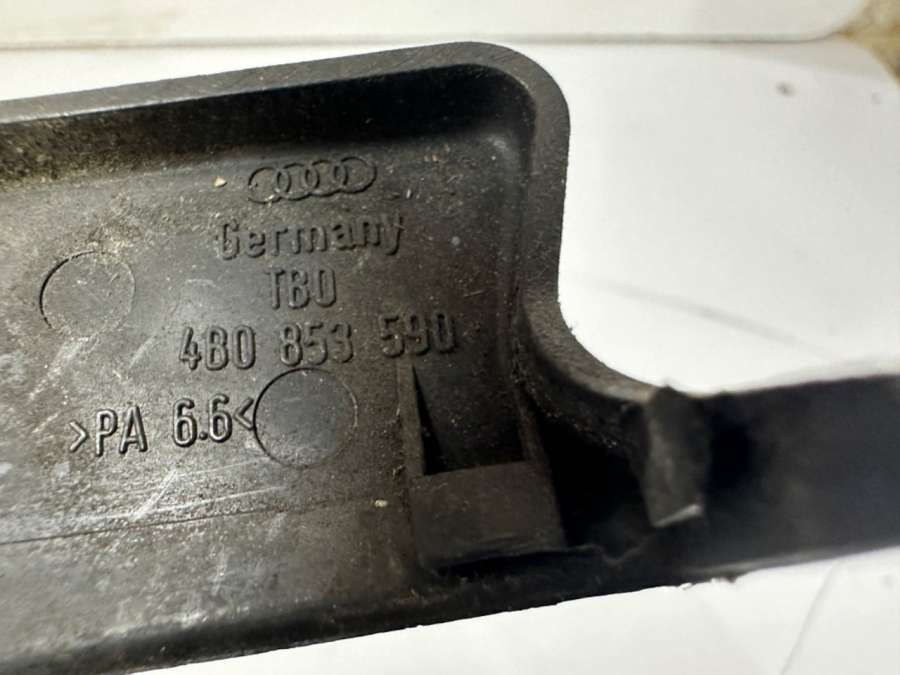 Germany
TBO
4B0 853 590
>PA 6.6<